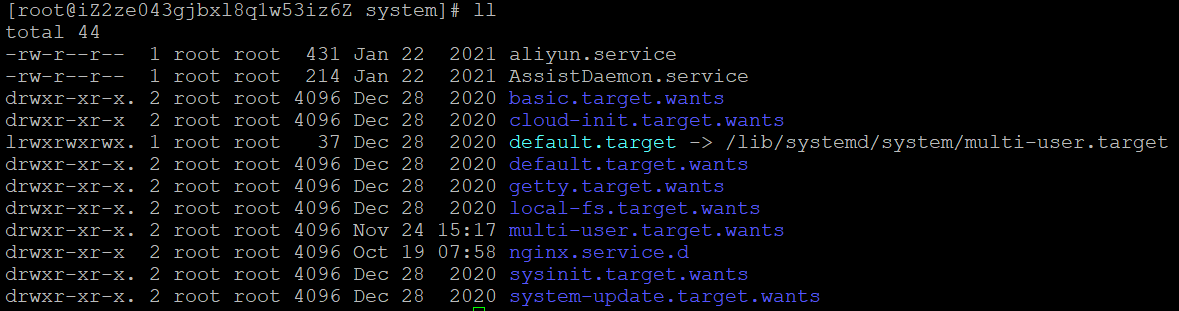 [root@iZ2ze043gjbxl8q1w53iz6Z system]# ll
total 44
-rw-r--r--  1 root root  431 Jan 22  2021 aliyun.service
-rw-r--r--  1 root root  214 Jan 22  2021 AssistDaemon.service
drwxr-xr-x. 2 root root 4096 Dec 28  2020 basic.target.wants
drwxr-xr-x  2 root root 4096 Dec 28  2020 cloud-init.target.wants
lrwxrwxrwx. 1 root root   37 Dec 28  2020 default.target -> /lib/systemd/system/multi-user.target
drwxr-xr-x. 2 root root 4096 Dec 28  2020 default.target.wants
drwxr-xr-x. 2 root root 4096 Dec 28  2020 getty.target.wants
drwxr-xr-x. 2 root root 4096 Dec 28  2020 local-fs.target.wants
drwxr-xr-x. 2 root root 4096 Nov 24 15:17 multi-user.target.wants
drwxr-xr-x  2 root root 4096 Oct 19 07:58 nginx.service.d
drwxr-xr-x. 2 root root 4096 Dec 28  2020 sysinit.target.wants
drwxr-xr-x. 2 root root 4096 Dec 28  2020 system-update.target.wants